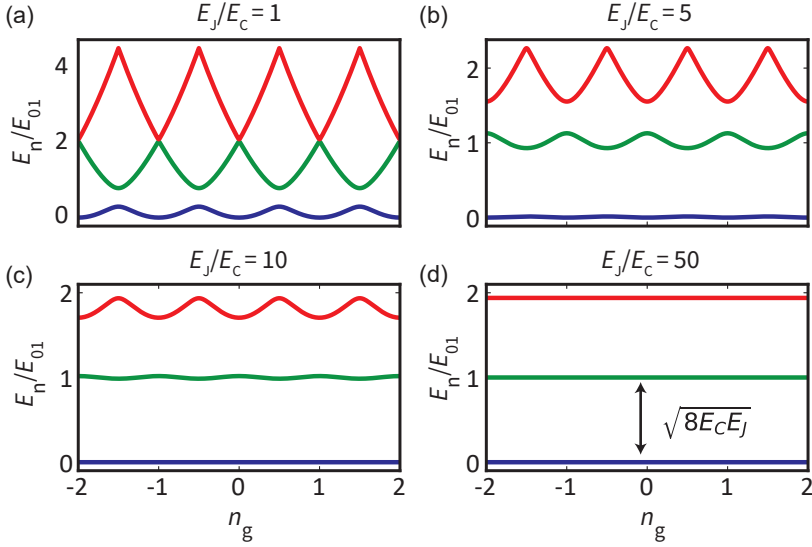 (a) E_J/E_C = 1
4
2
0
E_n/E_01
(b) E_J/E_C = 5
2
1
0
E_n/E_01
(c) E_J/E_C = 10
2
1
0
E_n/E_01
-2 -1 0 1 2
n_g
(d) E_J/E_C = 50
2
1
0
E_n/E_01
√8E_CE_J
-2 -1 0 1 2
n_g